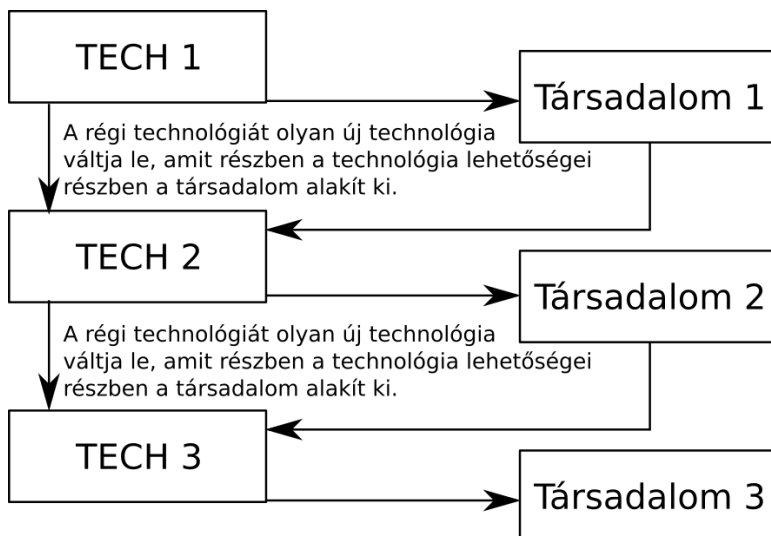 TECH 1
Társadalom 1
A régi technológiát olyan új technológia
váltja le, amit részben a technológia lehetőségei
részben a társadalom alakít ki.
TECH 2
Társadalom 2
A régi technológiát olyan új technológia
váltja le, amit részben a technológia lehetőségei
részben a társadalom alakít ki.
TECH 3
Társadalom 3